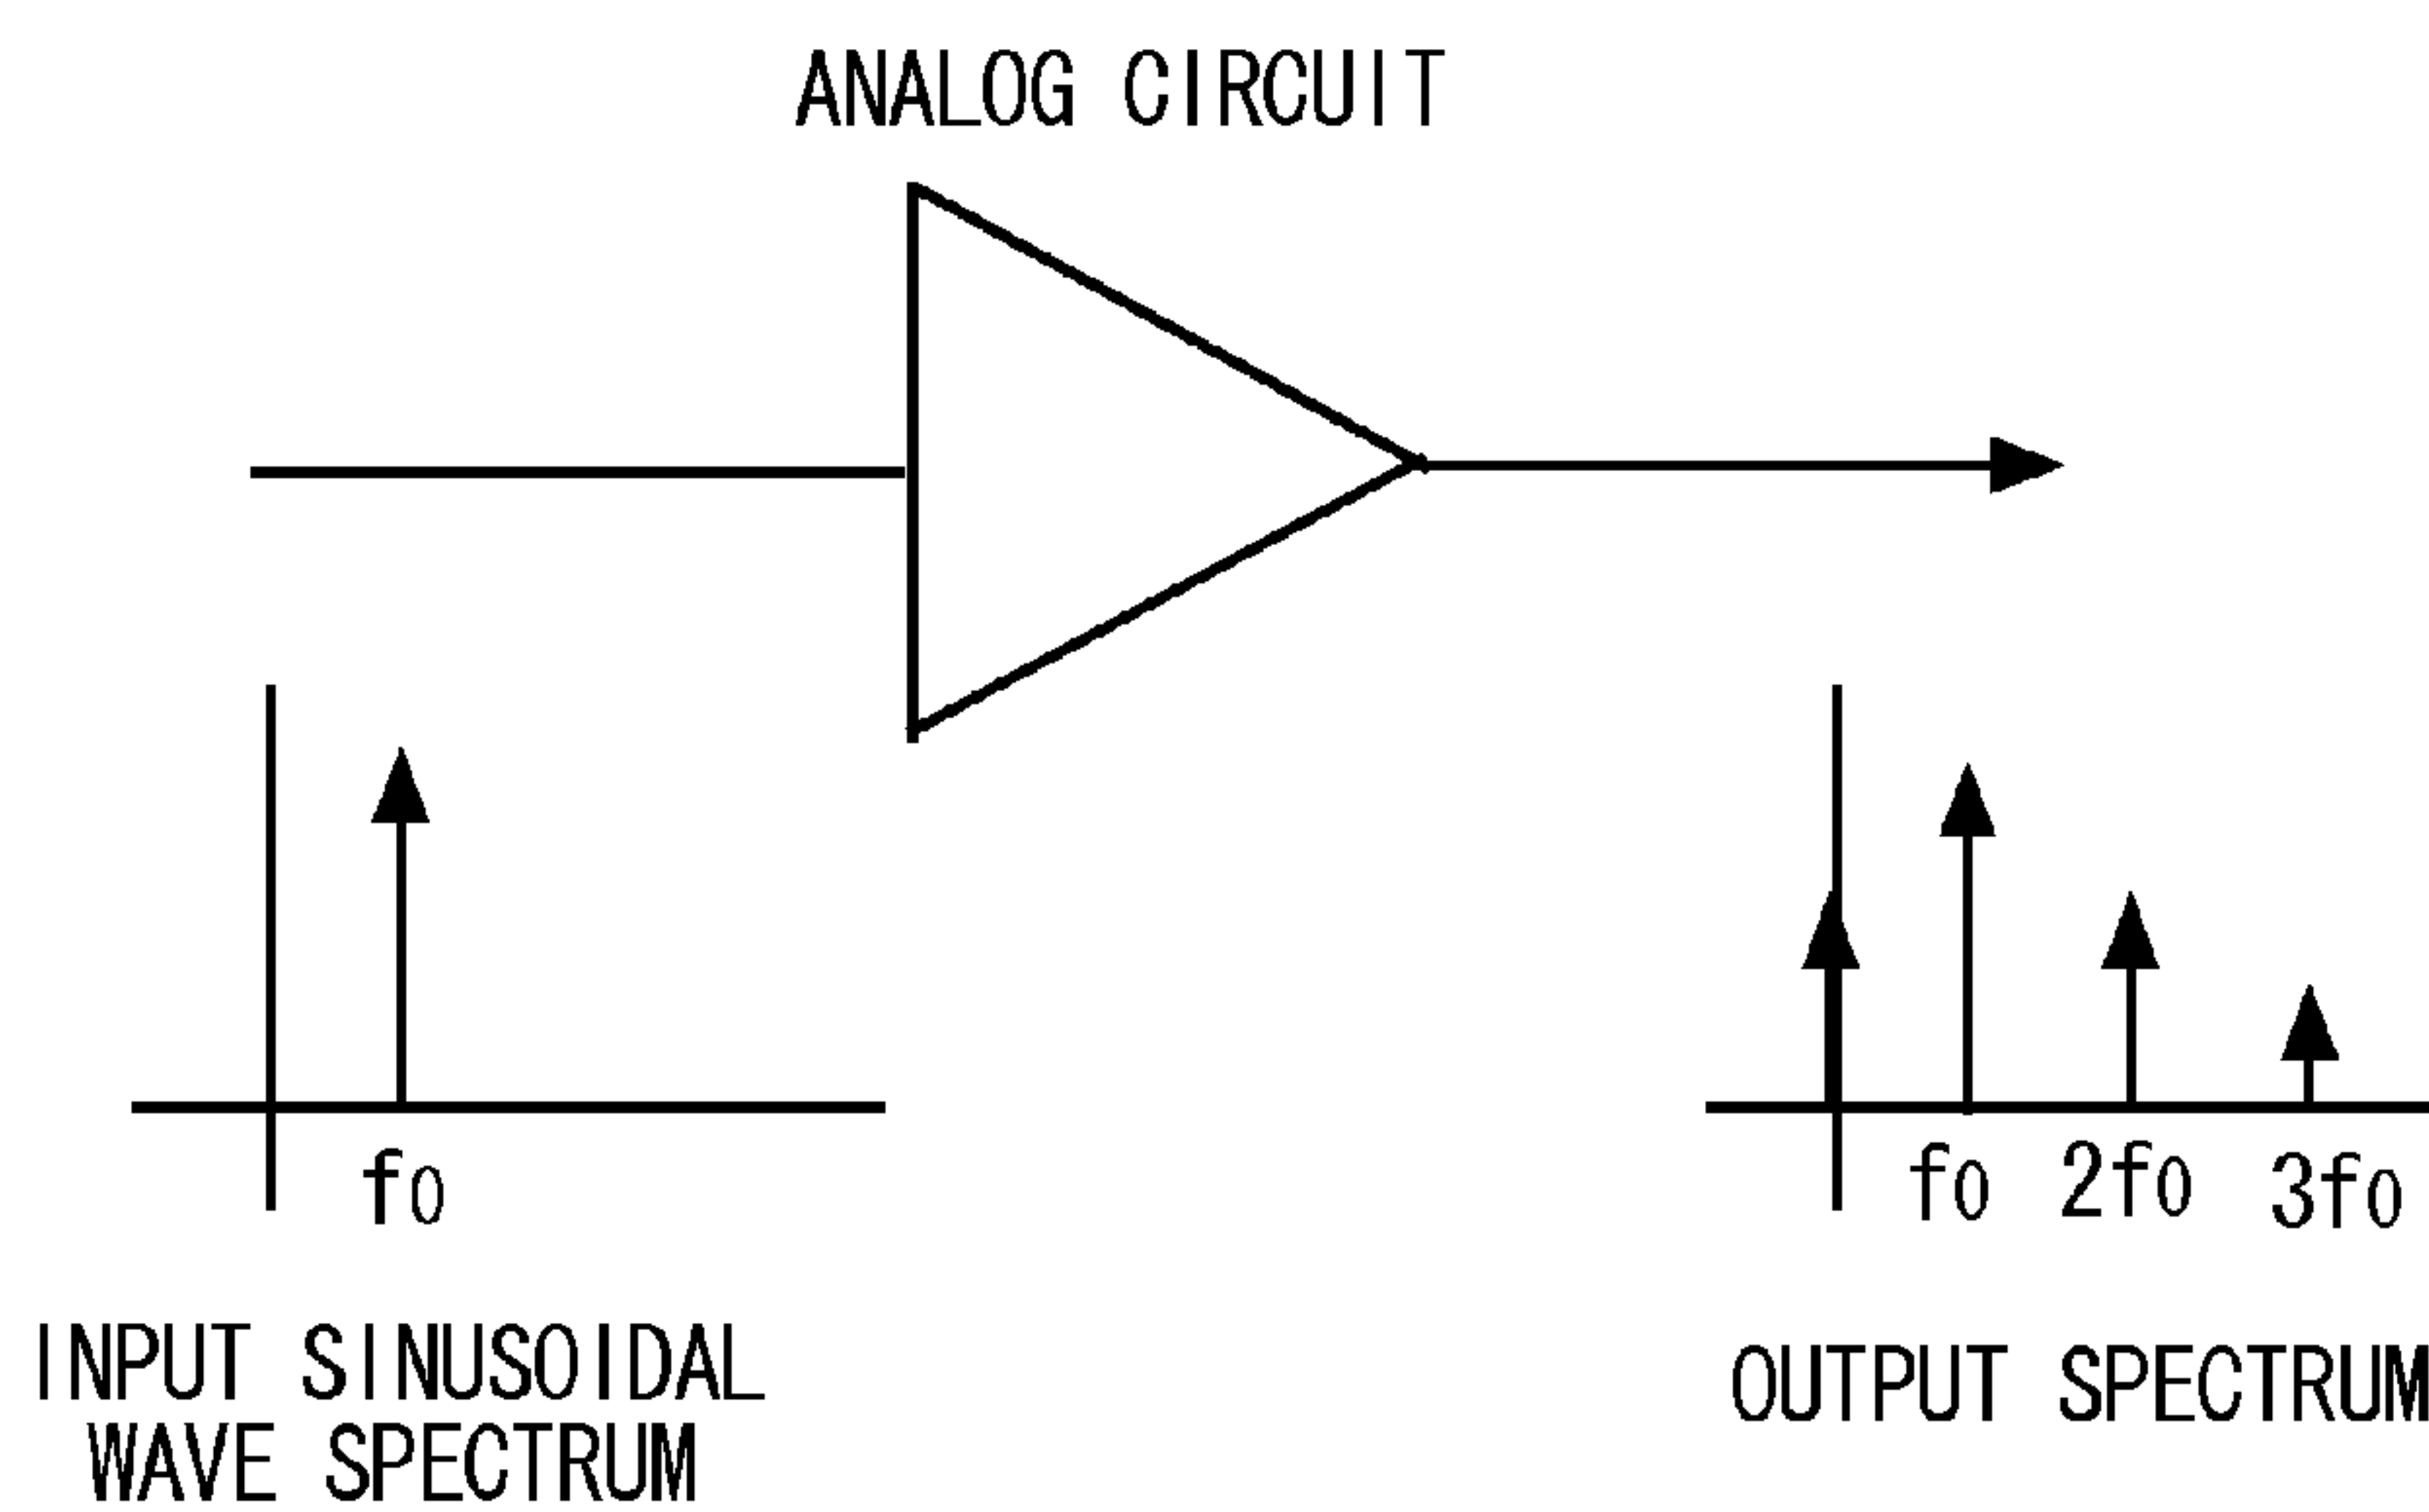 ANALOG CIRCUIT
f0
f0 2f0 3f0
INPUT SINUSOIDAL
WAVE SPECTRUM
OUTPUT SPECTRUM